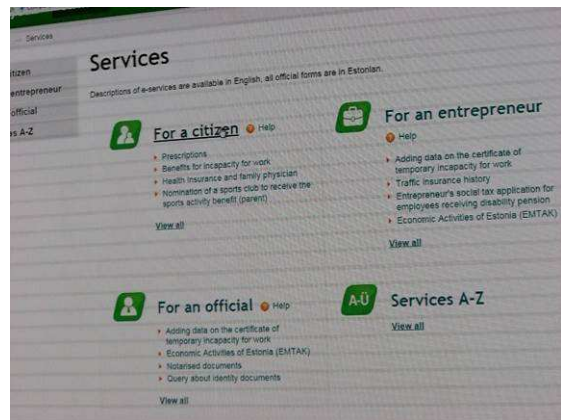 Services
Services
Descriptions of e-services are available in English, all official forms are in Estonian.
citizen
entrepreneur
official
es A-Z
For a citizen Help
Prescriptions
Benefits for incapacity for work
Health insurance and family physician
Nomination of a sports club to receive the
sports activity benefit (parent)
View all
For an entrepreneur
Help
Adding data on the certificate of
temporary incapacity for work
Traffic insurance history
Entrepreneur's social tax application for
employees receiving disability pension
Economic Activities of Estonia (EMTAK)
View all
For an official Help
Adding data on the certificate of
temporary incapacity for work
Economic Activities of Estonia (EMTAK)
Notarised documents
Query about identity documents
View all
A-Ü
Services A-Z
View all